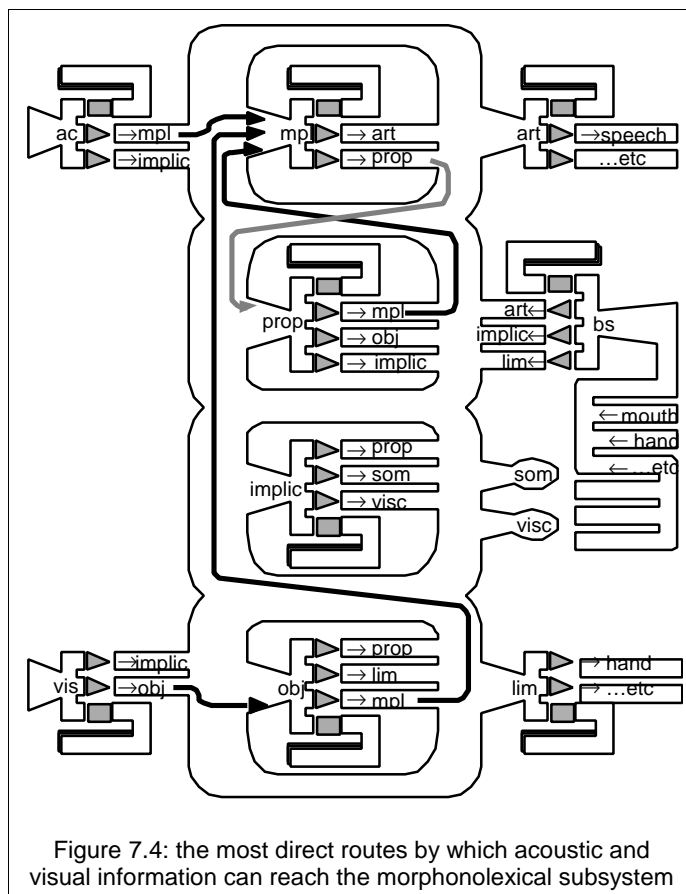 ac
→mpl
→implic
mpl
→ art
→ prop
art
→speech
...etc
prop
→ mpl
→ obj
→ implic
art←
implic←
lim←
bs
← mouth
← hand
← ...etc
implic
→ prop
→ som
→ visc
som
visc
vis
→implic
→obj
obj
→ prop
→ lim
→ mpl
lim
→ hand
→ ...etc
Figure 7.4: the most direct routes by which acoustic and
visual information can reach the morphonolexical subsystem